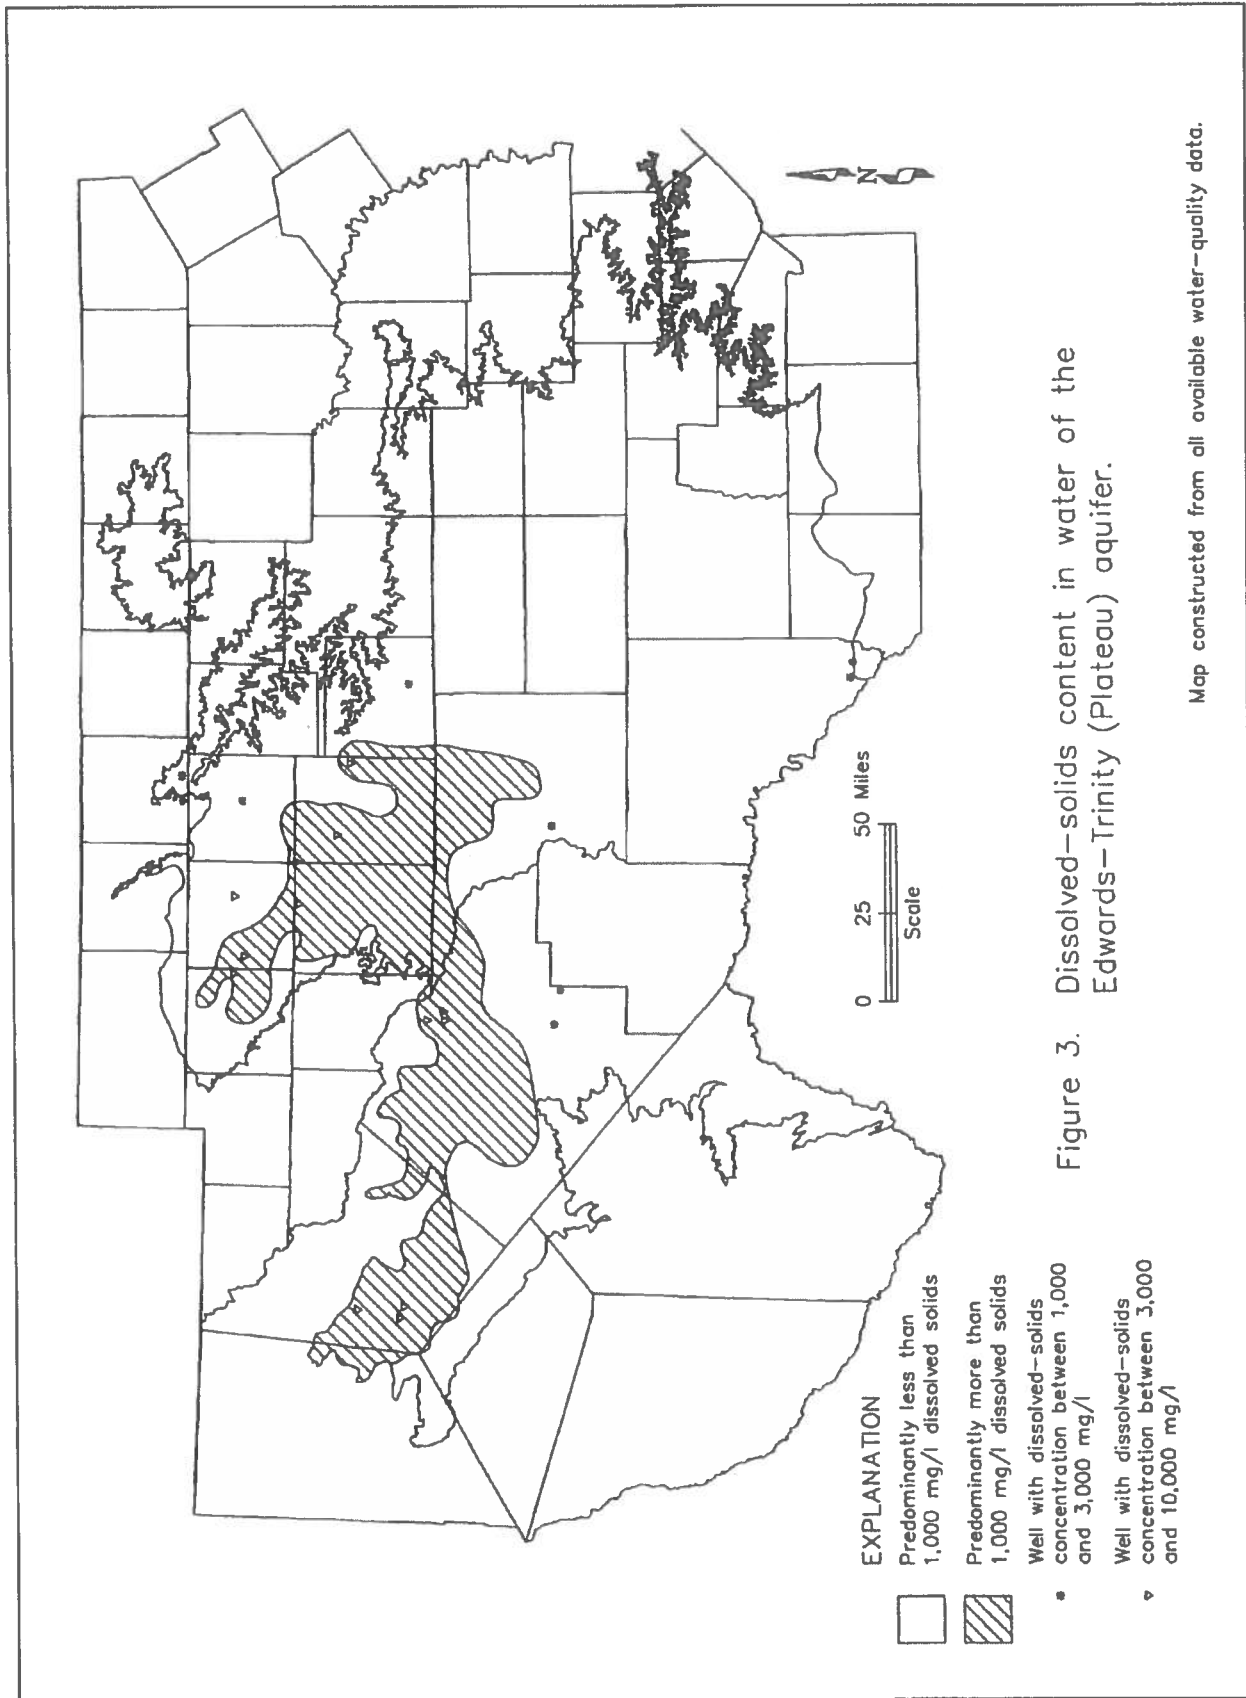 N
0 25 50 Miles
Scale
EXPLANATION
Predominantly less than
1,000 mg/l dissolved solids
Predominantly more than
1,000 mg/l dissolved solids
Well with dissolved-solids
concentration between 1,000
and 3,000 mg/l
Well with dissolved-solids
concentration between 3,000
and 10,000 mg/l
Figure 3. Dissolved-solids content in water of the
Edwards-Trinity (Plateau) aquifer.
Map constructed from all available water-quality data.